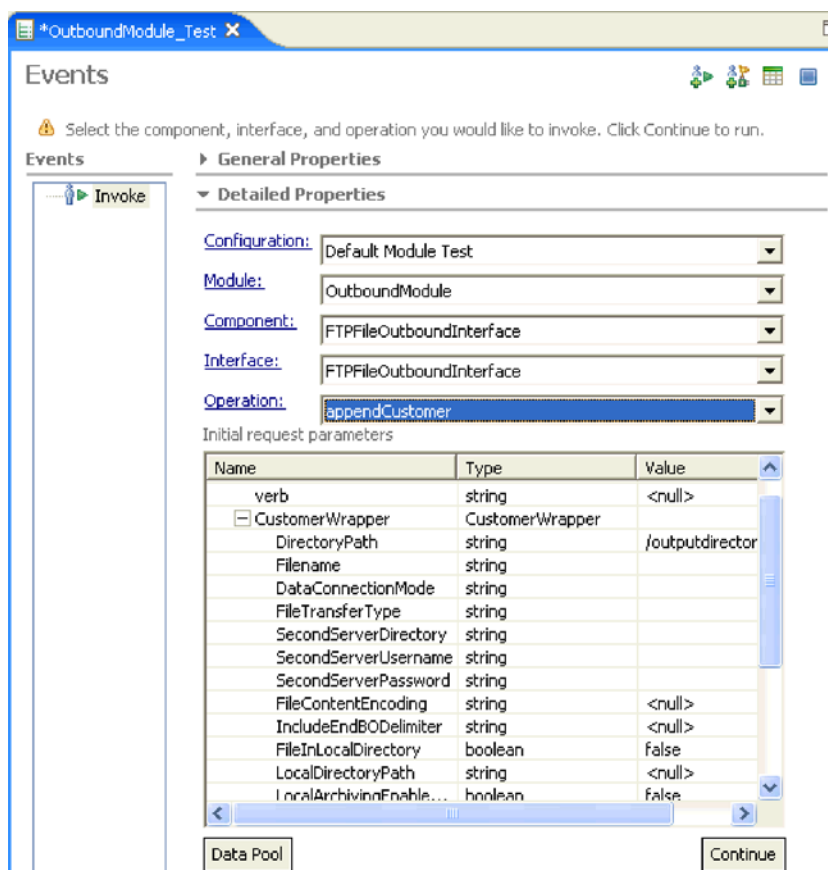 *OutboundModule_Test
Events
Select the component, interface, and operation you would like to invoke. Click Continue to run.
Events
General Properties
Invoke
Detailed Properties
Configuration: Default Module Test
Module: OutboundModule
Component: FTPFileOutboundInterface
Interface: FTPFileOutboundInterface
Operation: appendCustomer
Initial request parameters
Name Type Value
verb string <null>
CustomerWrapper CustomerWrapper
DirectoryPath string /outputdirector
Filename string
DataConnectionMode string
FileTransferType string
SecondServerDirectory string
SecondServerUsername string
SecondServerPassword string
FileContentEncoding string <null>
IncludeEndBODelimiter string <null>
FileInLocalDirectory boolean false
LocalDirectoryPath string <null>
LocalArchivingEnable... boolean false
Data Pool Continue